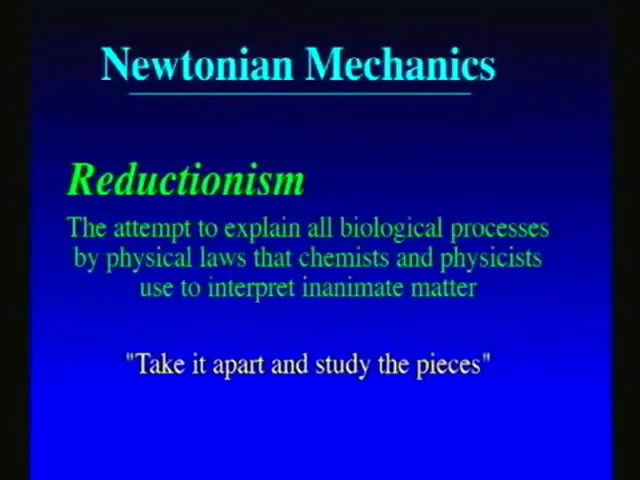 Newtonian Mechanics
Reductionism
The attempt to explain all biological processes
by physical laws that chemists and physicists
use to interpret inanimate matter
"Take it apart and study the pieces"